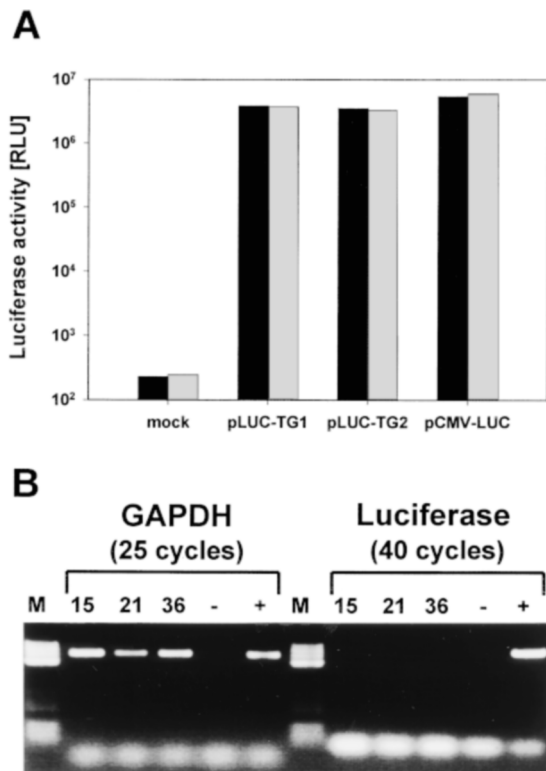 A
Luciferase activity [RLU]
10⁷
10⁶
10⁵
10⁴
10³
10²
mock pLUC-TG1 pLUC-TG2 pCMV-LUC
B
GAPDH Luciferase
(25 cycles) (40 cycles)
M 15 21 36 - + M 15 21 36 - +